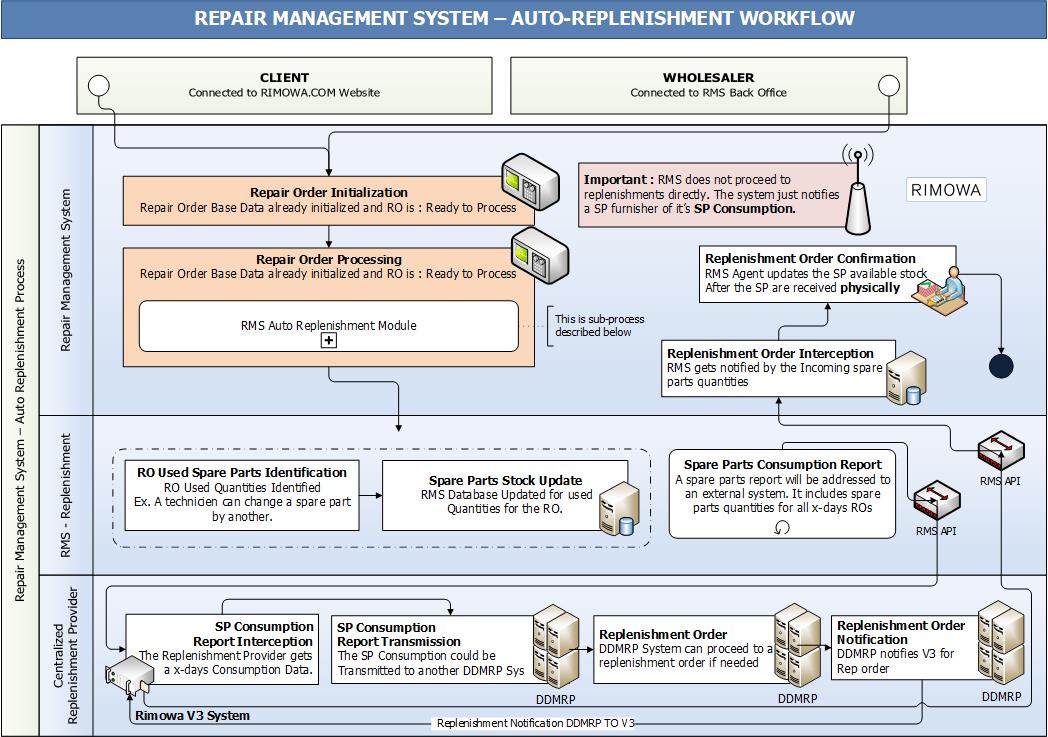 REPAIR MANAGEMENT SYSTEM – AUTO-REPLENISHMENT WORKFLOW
CLIENT
Connected to RIMOWA.COM Website
WHOLESALER
Connected to RMS Back Office
Repair Management System – Auto Replenishment Process
Repair Management System
Repair Order Initialization
Repair Order Base Data already initialized and RO is : Ready to Process
Important : RMS does not proceed to
replenishments directly. The system just notifies
a SP furnisher of it's SP Consumption.
RIMOWA
Repair Order Processing
Repair Order Base Data already initialized and RO is : Ready to Process
RMS Auto Replenishment Module
This is sub-process
described below
Replenishment Order Confirmation
RMS Agent updates the SP available stock
After the SP are received physically
Replenishment Order Interception
RMS gets notified by the Incoming spare
parts quantities
RMS - Replenishment
RO Used Spare Parts Identification
RO Used Quantities Identified
Ex. A technicien can change a spare part
by another.
Spare Parts Stock Update
RMS Database Updated for used
Quantities for the RO.
Spare Parts Consumption Report
A spare parts report will be addressed to
an external system. It includes spare
parts quantities for all x-days ROs
RMS API
RMS API
Centralized
Replenishment Provider
SP Consumption
Report Interception
The Replenishment Provider gets
a x-days Consumption Data.
Rimowa V3 System
SP Consumption
Report Transmission
The SP Consumption could be
Transmitted to another DDMRP Sys
DDMRP
Replenishment Order
DDMRP System can proceed to a
replenishment order if needed
DDMRP
Replenishment Order
Notification
DDMRP notifies V3 for
Rep order
DDMRP
Replenishment Notification DDMRP TO V3